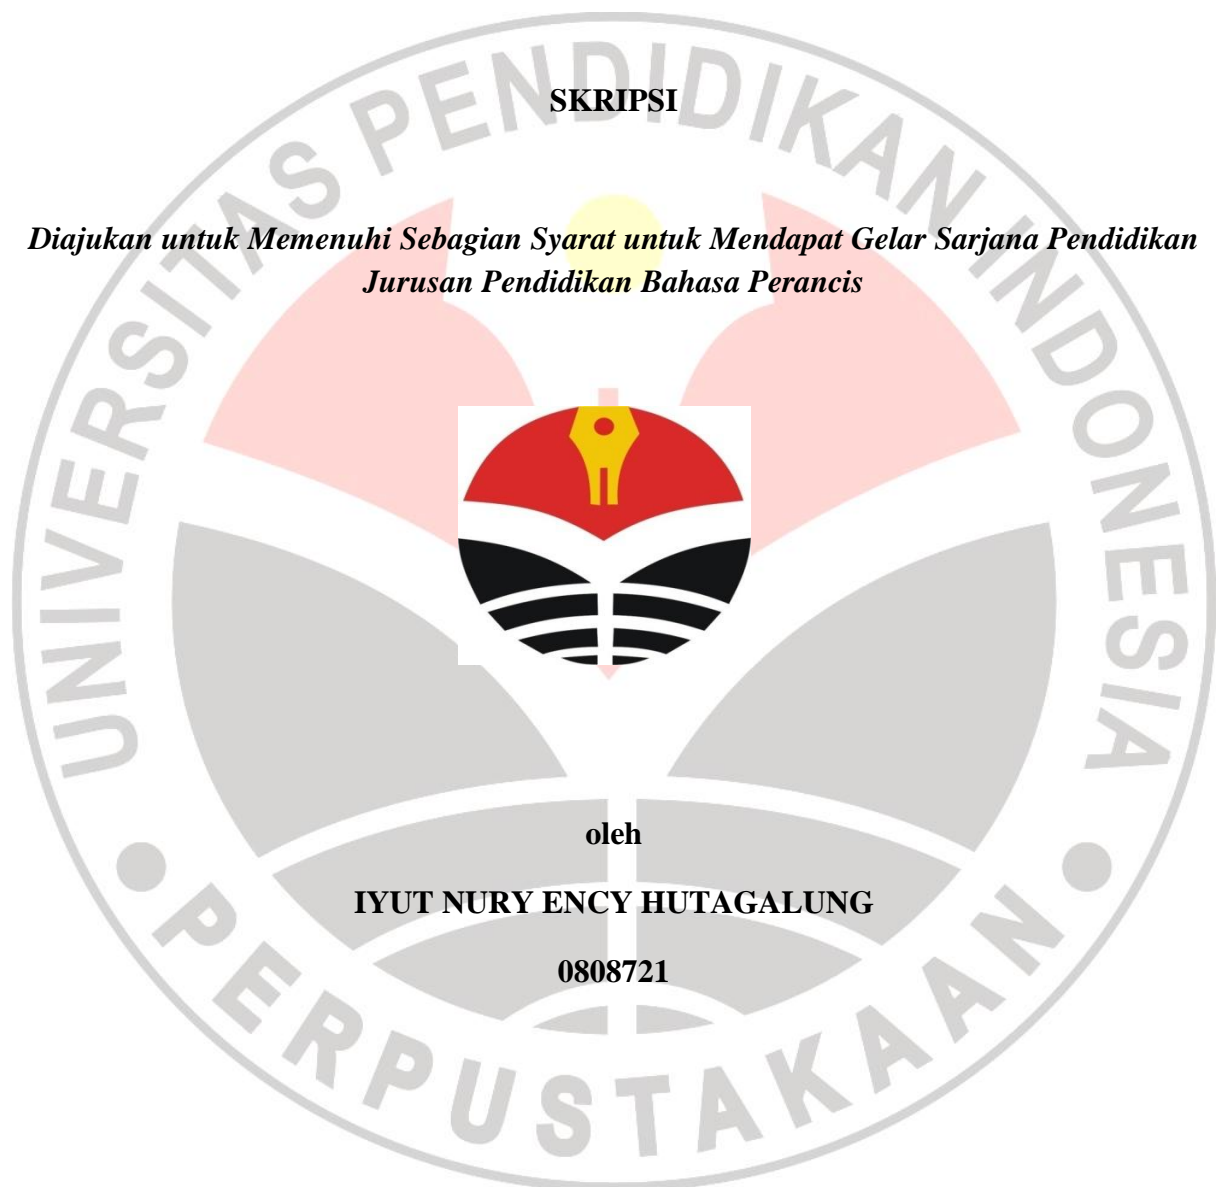 SKRIPSI
Diajukan untuk Memenuhi Sebagian Syarat untuk Mendapat Gelar Sarjana Pendidikan
Jurusan Pendidikan Bahasa Perancis
oleh
IYUT NURY ENCY HUTAGALUNG
0808721
UNIVERSITAS PENDIDIKAN INDONESIA
PERPUSTAKAAN